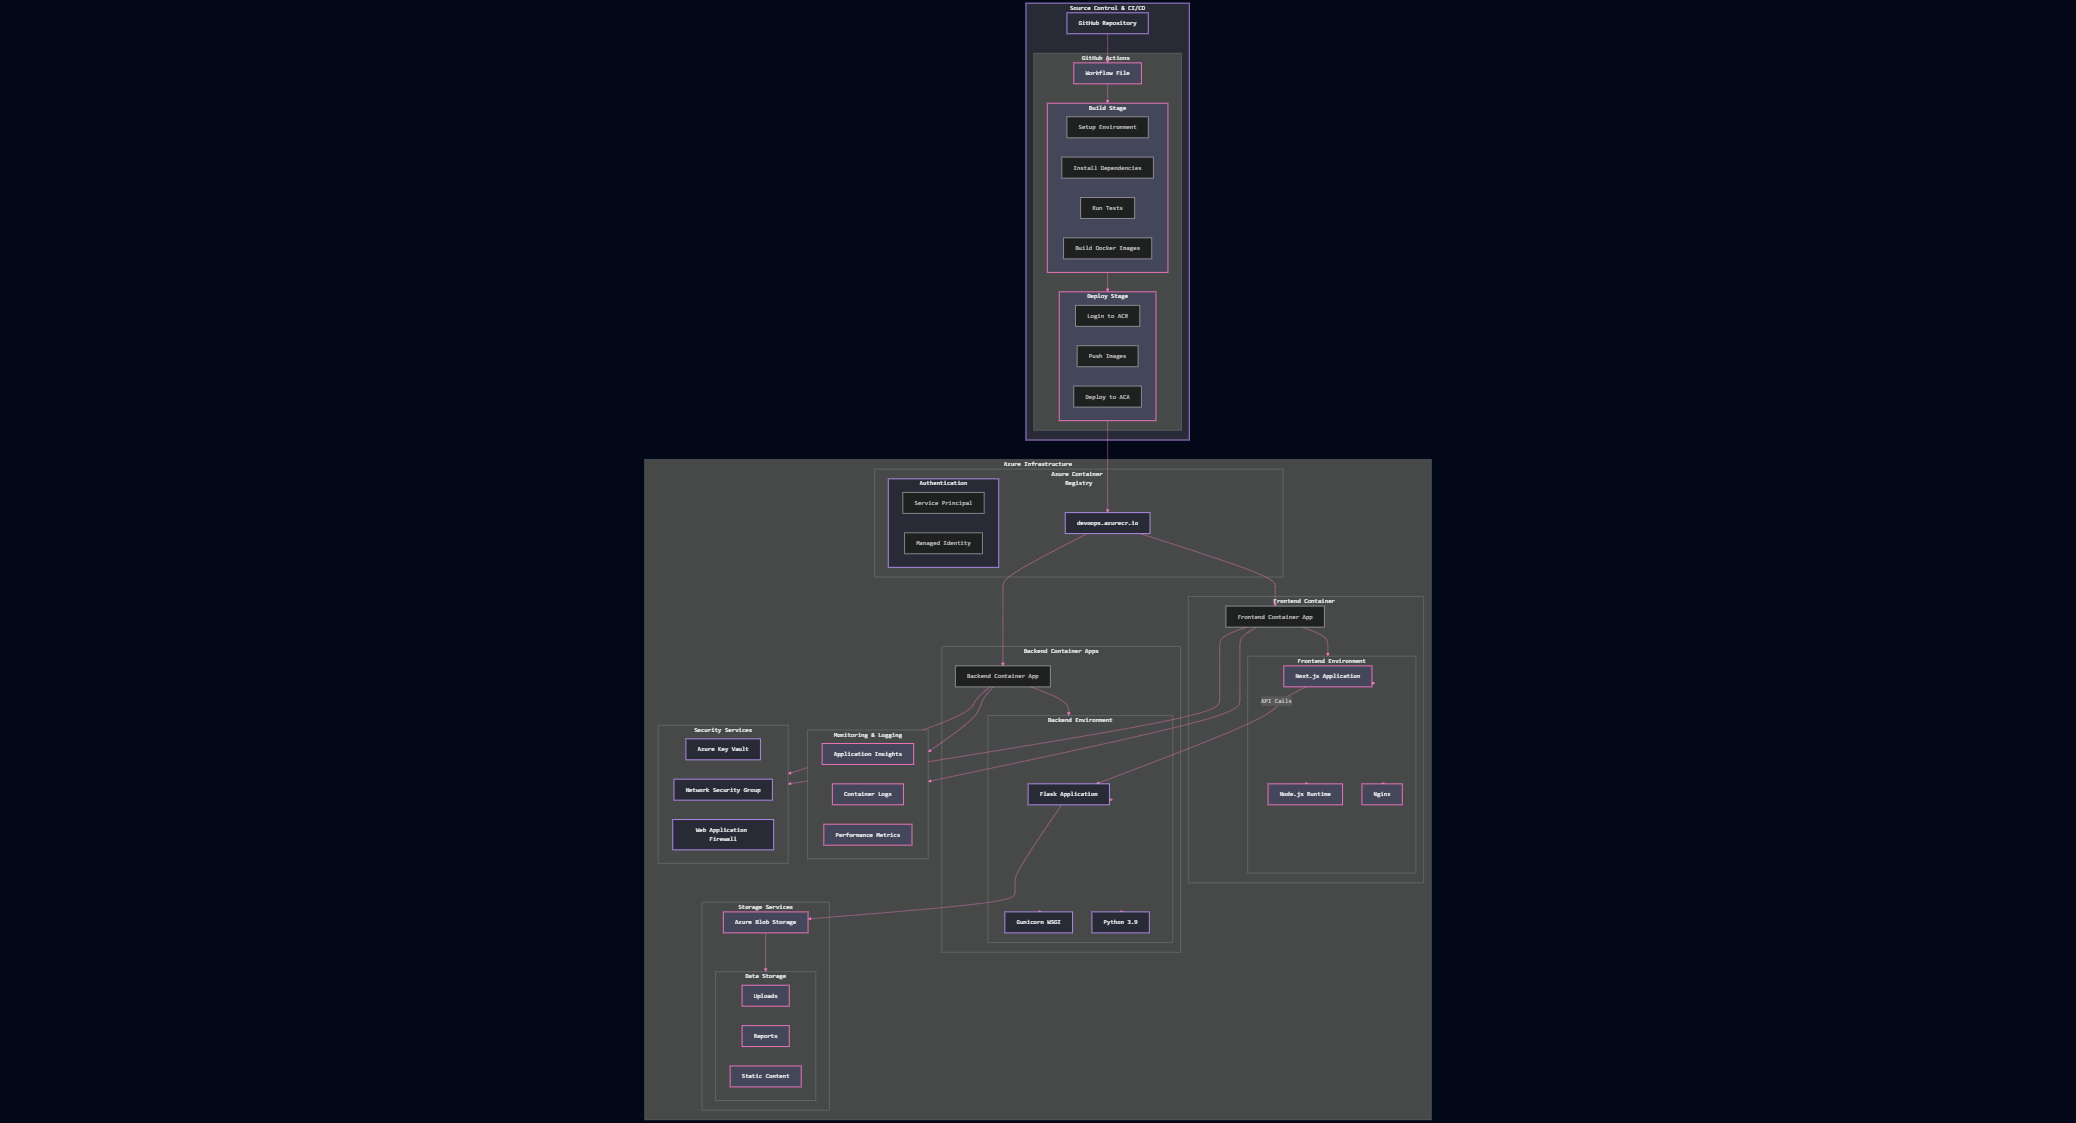 Source Control & CI/CD
GitHub Repository
GitHub Actions
Workflow File
Build Stage
Setup Environment
Install Dependencies
Run Tests
Build Docker Images
Deploy Stage
Login to ACR
Push Images
Deploy to ACA
Azure Infrastructure
Azure Container
Registry
Authentication
Service Principal
Managed Identity
devoops.azurecr.io
Frontend Container
Frontend Container App
Backend Container Apps
Backend Container App
Frontend Environment
Next.js Application
API Calls
Backend Environment
Security Services
Azure Key Vault
Network Security Group
Web Application
Firewall
Monitoring & Logging
Application Insights
Container Logs
Performance Metrics
Flask Application
Node.js Runtime
Nginx
Gunicorn WSGI
Python 3.9
Storage Services
Azure Blob Storage
Data Storage
Uploads
Reports
Static Content